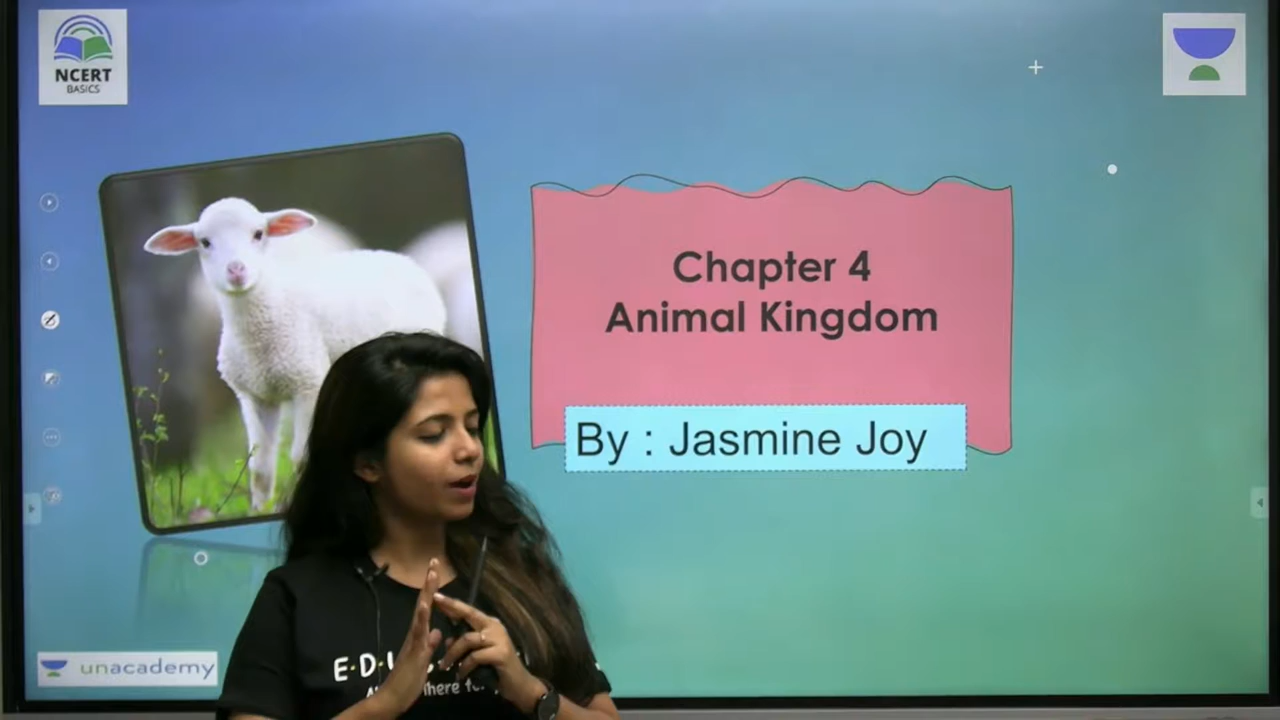 NCERT
BASICS
Chapter 4
Animal Kingdom
By : Jasmine Joy
unacademy